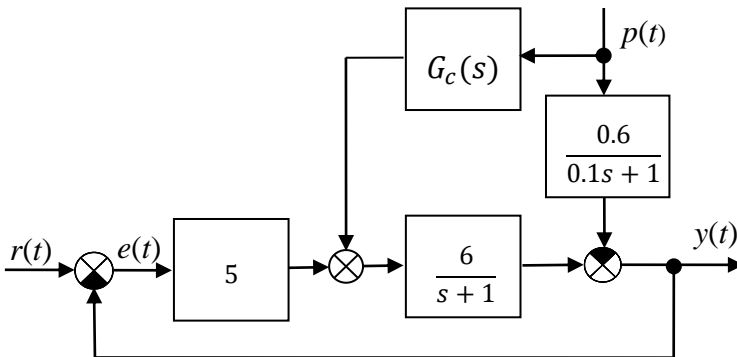 p(t)
G_c(s)
0.6
0.1s + 1
r(t)
e(t)
5
6
s + 1
y(t)